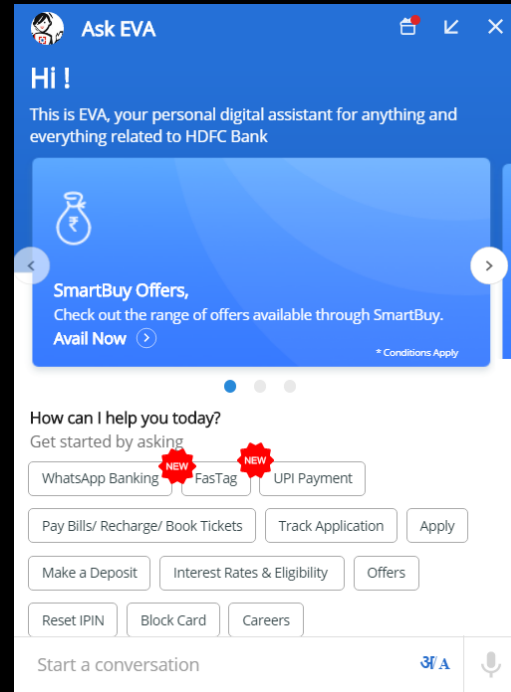 Ask EVA
Hi !
This is EVA, your personal digital assistant for anything and
everything related to HDFC Bank
₹
SmartBuy Offers,
Check out the range of offers available through SmartBuy.
Avail Now
* Conditions Apply
How can I help you today?
Get started by asking
WhatsApp Banking NEW FasTag NEW UPI Payment
Pay Bills/ Recharge/ Book Tickets Track Application Apply
Make a Deposit Interest Rates & Eligibility Offers
Reset IPIN Block Card Careers
Start a conversation अ/A